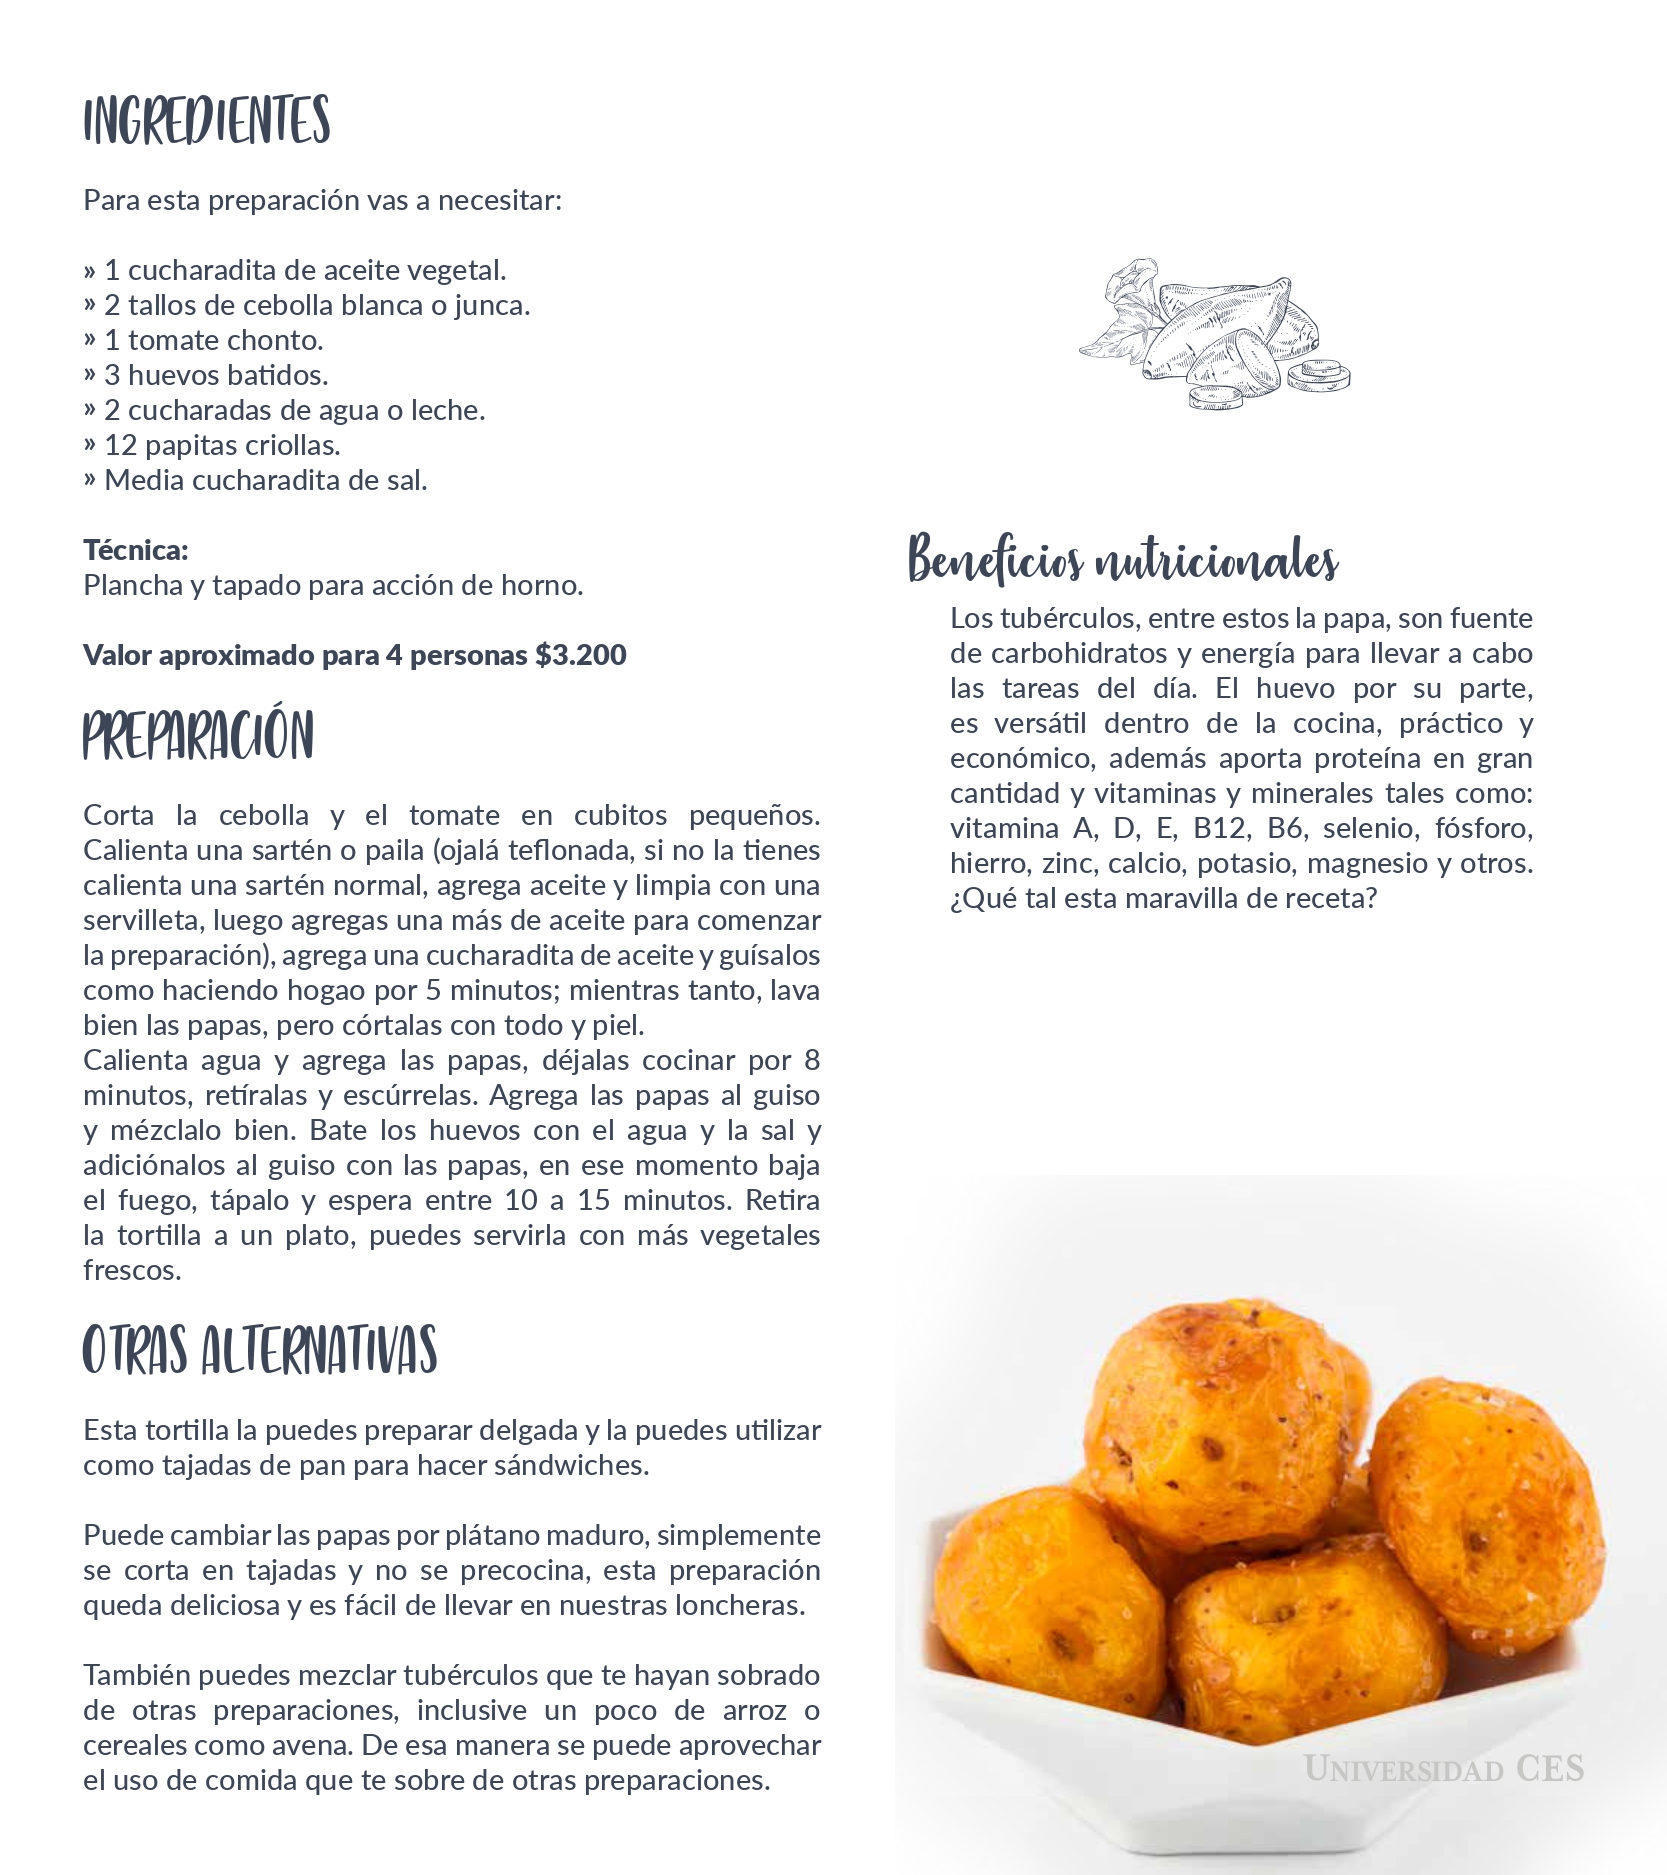 INGREDIENTES
Para esta preparación vas a necesitar:
» 1 cucharadita de aceite vegetal.
» 2 tallos de cebolla blanca o junca.
» 1 tomate chonto.
» 3 huevos batidos.
» 2 cucharadas de agua o leche.
» 12 papitas criollas.
» Media cucharadita de sal.
Técnica:
Plancha y tapado para acción de horno.
Valor aproximado para 4 personas $3.200
PREPARACIÓN
Corta la cebolla y el tomate en cubitos pequeños.
Calienta una sartén o paila (ojalá teflonada, si no la tienes
calienta una sartén normal, agrega aceite y limpia con una
servilleta, luego agregas una más de aceite para comenzar
la preparación), agrega una cucharadita de aceite y guísalos
como haciendo hogao por 5 minutos; mientras tanto, lava
bien las papas, pero córtalas con todo y piel.
Calienta agua y agrega las papas, déjalas cocinar por 8
minutos, retíralas y escúrrelas. Agrega las papas al guiso
y mézclalo bien. Bate los huevos con el agua y la sal y
adiciónalos al guiso con las papas, en ese momento baja
el fuego, tápalo y espera entre 10 a 15 minutos. Retira
la tortilla a un plato, puedes servirla con más vegetales
frescos.
OTRAS ALTERNATIVAS
Esta tortilla la puedes preparar delgada y la puedes utilizar
como tajadas de pan para hacer sándwiches.
Puede cambiar las papas por plátano maduro, simplemente
se corta en tajadas y no se precocina, esta preparación
queda deliciosa y es fácil de llevar en nuestras loncheras.
También puedes mezclar tubérculos que te hayan sobrado
de otras preparaciones, inclusive un poco de arroz o
cereales como avena. De esa manera se puede aprovechar
el uso de comida que te sobre de otras preparaciones.
Beneficios nutricionales
Los tubérculos, entre estos la papa, son fuente
de carbohidratos y energía para llevar a cabo
las tareas del día. El huevo por su parte,
es versátil dentro de la cocina, práctico y
económico, además aporta proteína en gran
cantidad y vitaminas y minerales tales como:
vitamina A, D, E, B12, B6, selenio, fósforo,
hierro, zinc, calcio, potasio, magnesio y otros.
¿Qué tal esta maravilla de receta?
UNIVERSIDAD CES